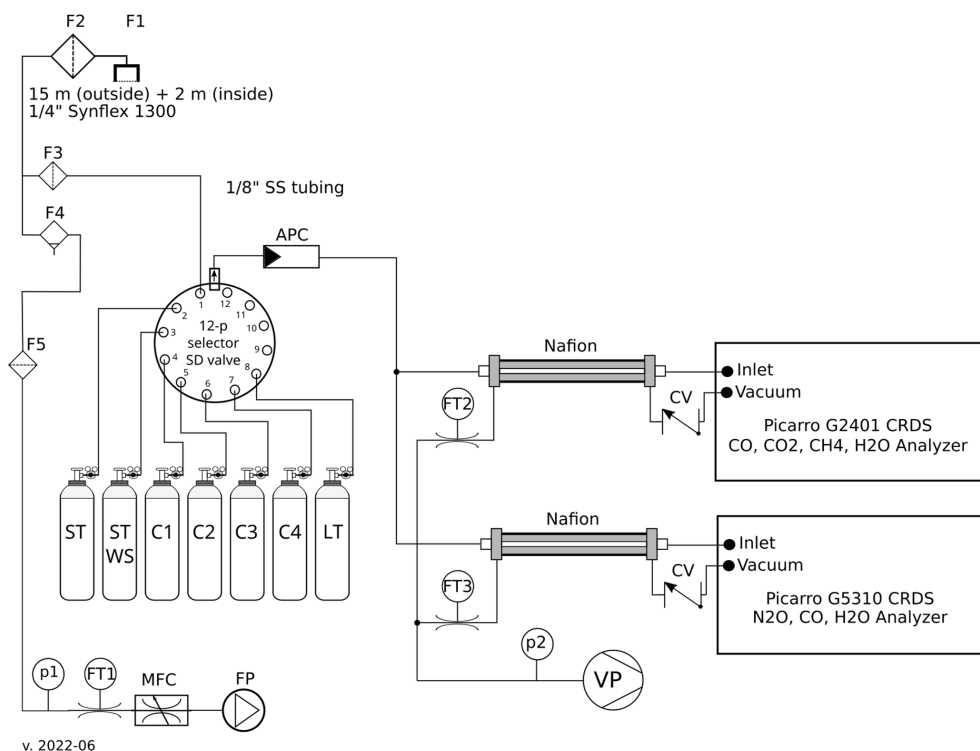 F2
F1
15 m (outside) + 2 m (inside)
1/4" Synflex 1300
F3
1/8" SS tubing
F4
APC
1
12
2
11
12-p
3
selector
10
SD valve
4
9
5
8
6
7
F5
Nafion
FT2
CV
Inlet
Vacuum
Picarro G2401 CRDS
CO, CO2, CH4, H2O Analyzer
ST
ST
WS
C1
C2
C3
C4
LT
Nafion
FT3
CV
Inlet
Vacuum
Picarro G5310 CRDS
N2O, CO, H2O Analyzer
p2
VP
p1
FT1
MFC
FP
v. 2022-06